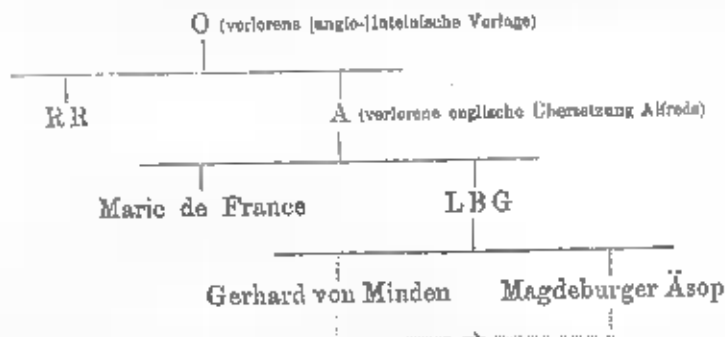 O (verlorene [anglo-]lateinische Vorlage)
RR
A (verlorene englische Übersetzung Alfreds)
Marie de France
LBG
Gerhard von Minden
Magdeburger Äsop